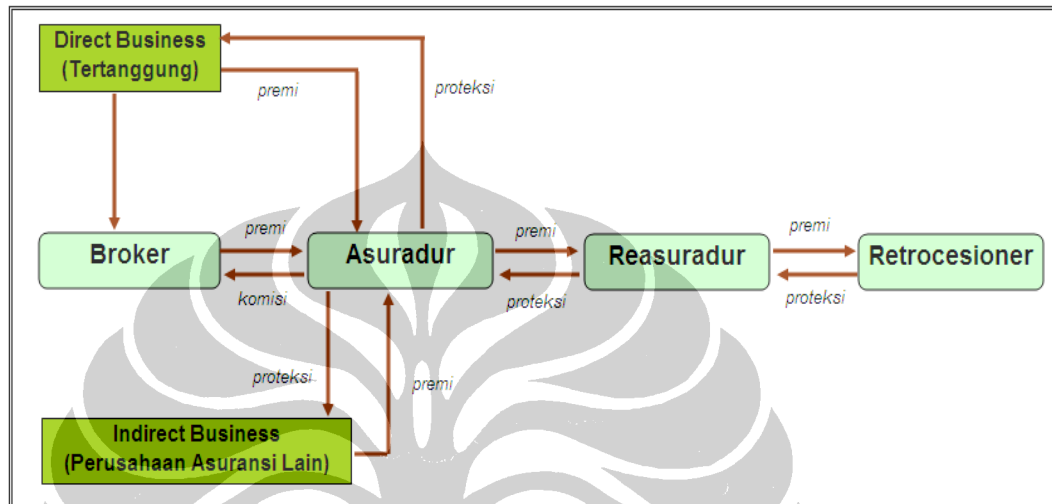 Direct Business
(Tertanggung)
premi
proteksi
Broker
premi
komisi
Asuradur
premi
proteksi
Reasuradur
premi
proteksi
Retrocesioner
proteksi
premi
Indirect Business
(Perusahaan Asuransi Lain)